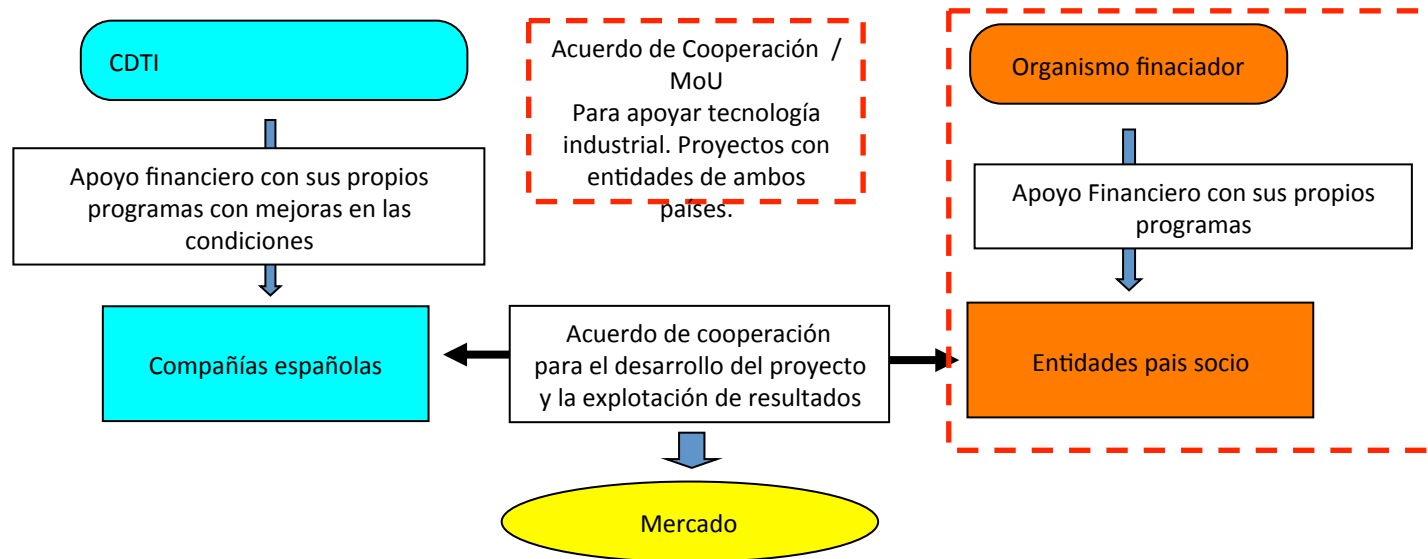 CDTI
Acuerdo de Cooperación /
MoU
Para apoyar tecnología
industrial. Proyectos con
entidades de ambos
países.
Organismo finaciador
Apoyo financiero con sus propios
programas con mejoras en las
condiciones
Apoyo Financiero con sus propios
programas
Compañías españolas
Acuerdo de cooperación
para el desarrollo del proyecto
y la explotación de resultados
Entidades pais socio
Mercado